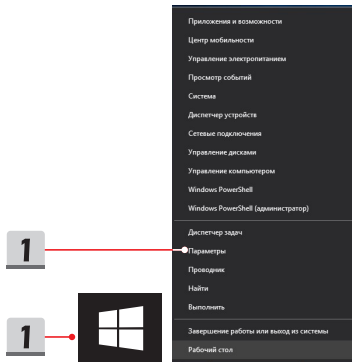 Приложения и возможности
Центр мобильности
Управление электропитанием
Просмотр событий
Система
Диспетчер устройств
Сетевые подключения
Управление дисками
Управление компьютером
Windows PowerShell
Windows PowerShell (администратор)
Диспетчер задач
1 Параметры
Проводник
Найти
Выполнить
Завершение работы или выход из системы
1
Рабочий стол